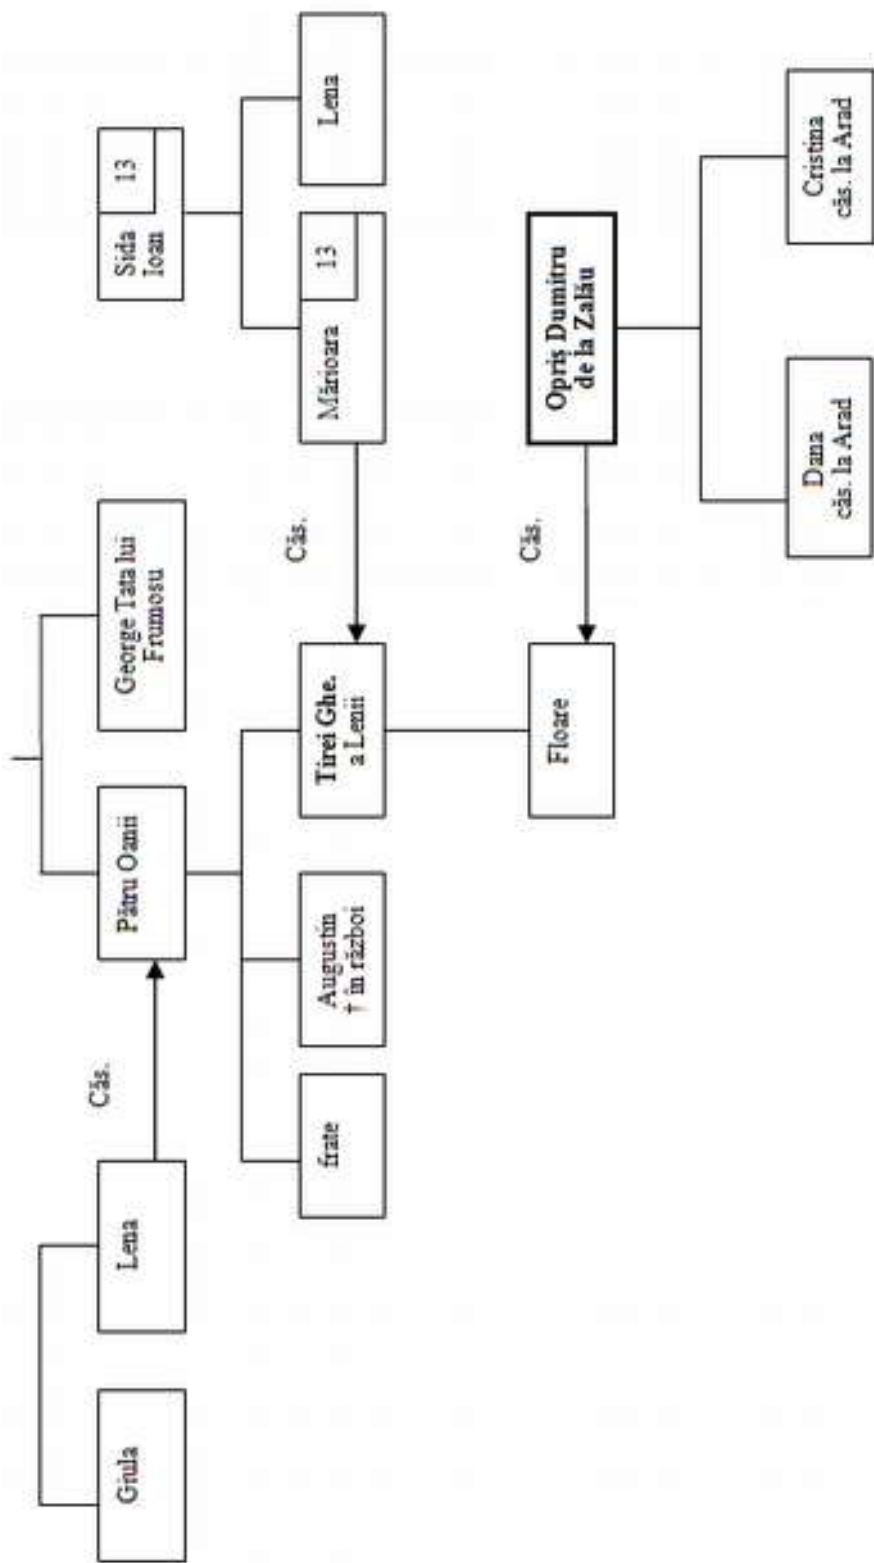 Giula
Lena
Căs.
Pătru Oanii
George Tata lui
Frumosu
Sida
Ioan
13
frate
Augustin
† în război
Tirei Ghe.
a Lenii
Căs.
Mărioara
13
Lena
Floare
Căs.
Opriș Dumitru
de la Zalău
Dana
căs. la Arad
Cristina
căs. la Arad